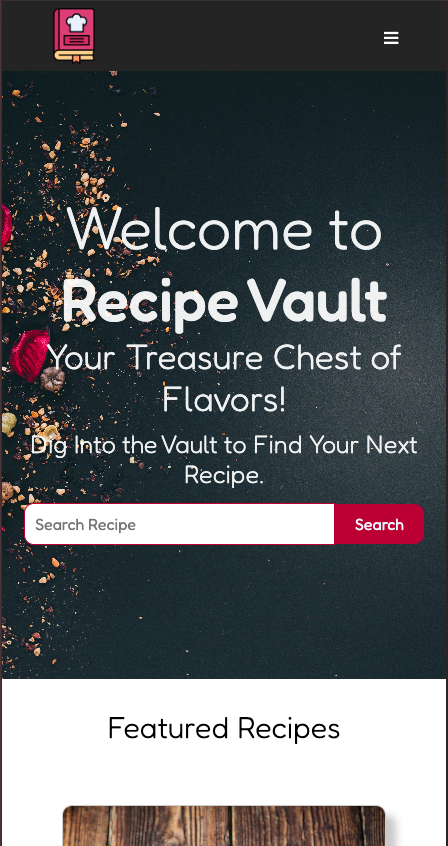 Welcome to
Recipe Vault
Your Treasure Chest of
Flavors!
Dig Into the Vault to Find Your Next
Recipe.
Search Recipe
Search
Featured Recipes